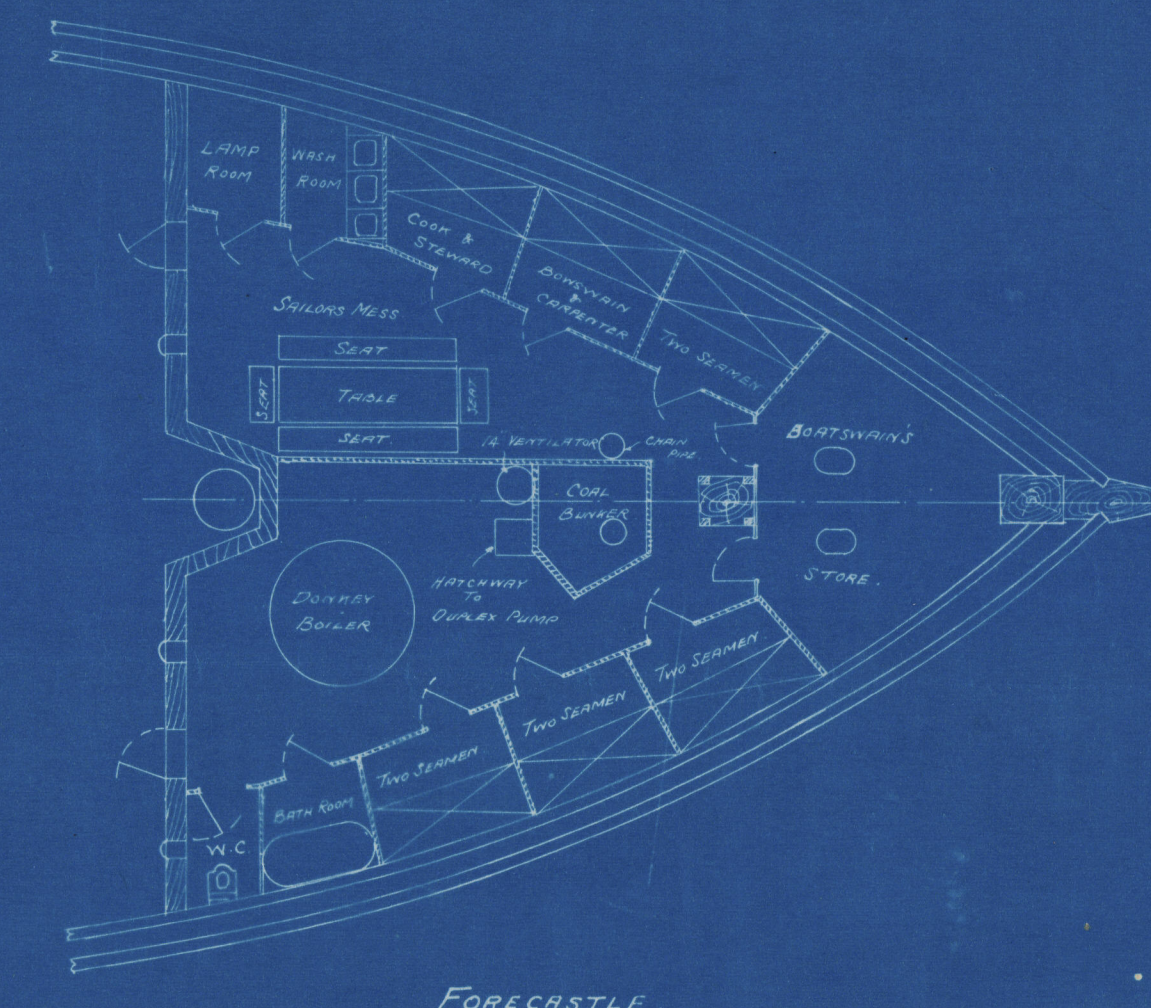 LAMP
ROOM
WASH
ROOM
COOK &
STEWARD
BOWSWAIN
&
CARPENTER
TWO SEAMEN
SAILORS MESS
SEAT
SEAT
TABLE
SEAT
SEAT.
14" VENTILATOR
CHAIN
PIPE.
BOATSWAIN'S
STORE.
COAL
BUNKER
HATCHWAY
TO
DUPLEX PUMP
DONKEY
BOILER
TWO SEAMEN
TWO SEAMEN
TWO SEAMEN
BATH ROOM
W.C.
FORECASTLE